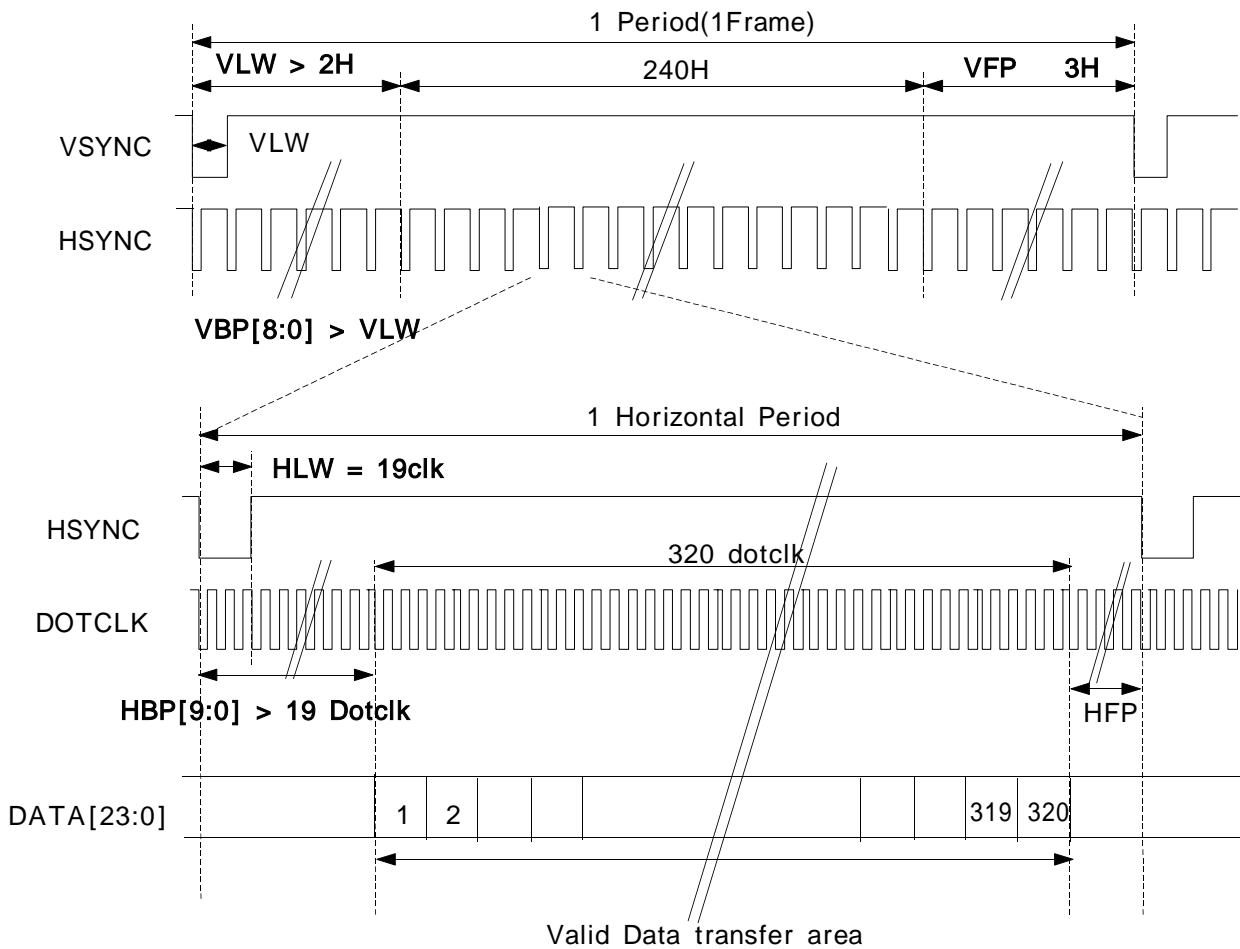 1 Period(1Frame)
VLW > 2H
240H
VFP 3H
VSYNC
VLW
HSYNC
VBP[8:0] > VLW
1 Horizontal Period
HLW = 19clk
HSYNC
320 dotclk
DOTCLK
HBP[9:0] > 19 Dotclk
HFP
DATA[23:0]
1
2
319
320
Valid Data transfer area